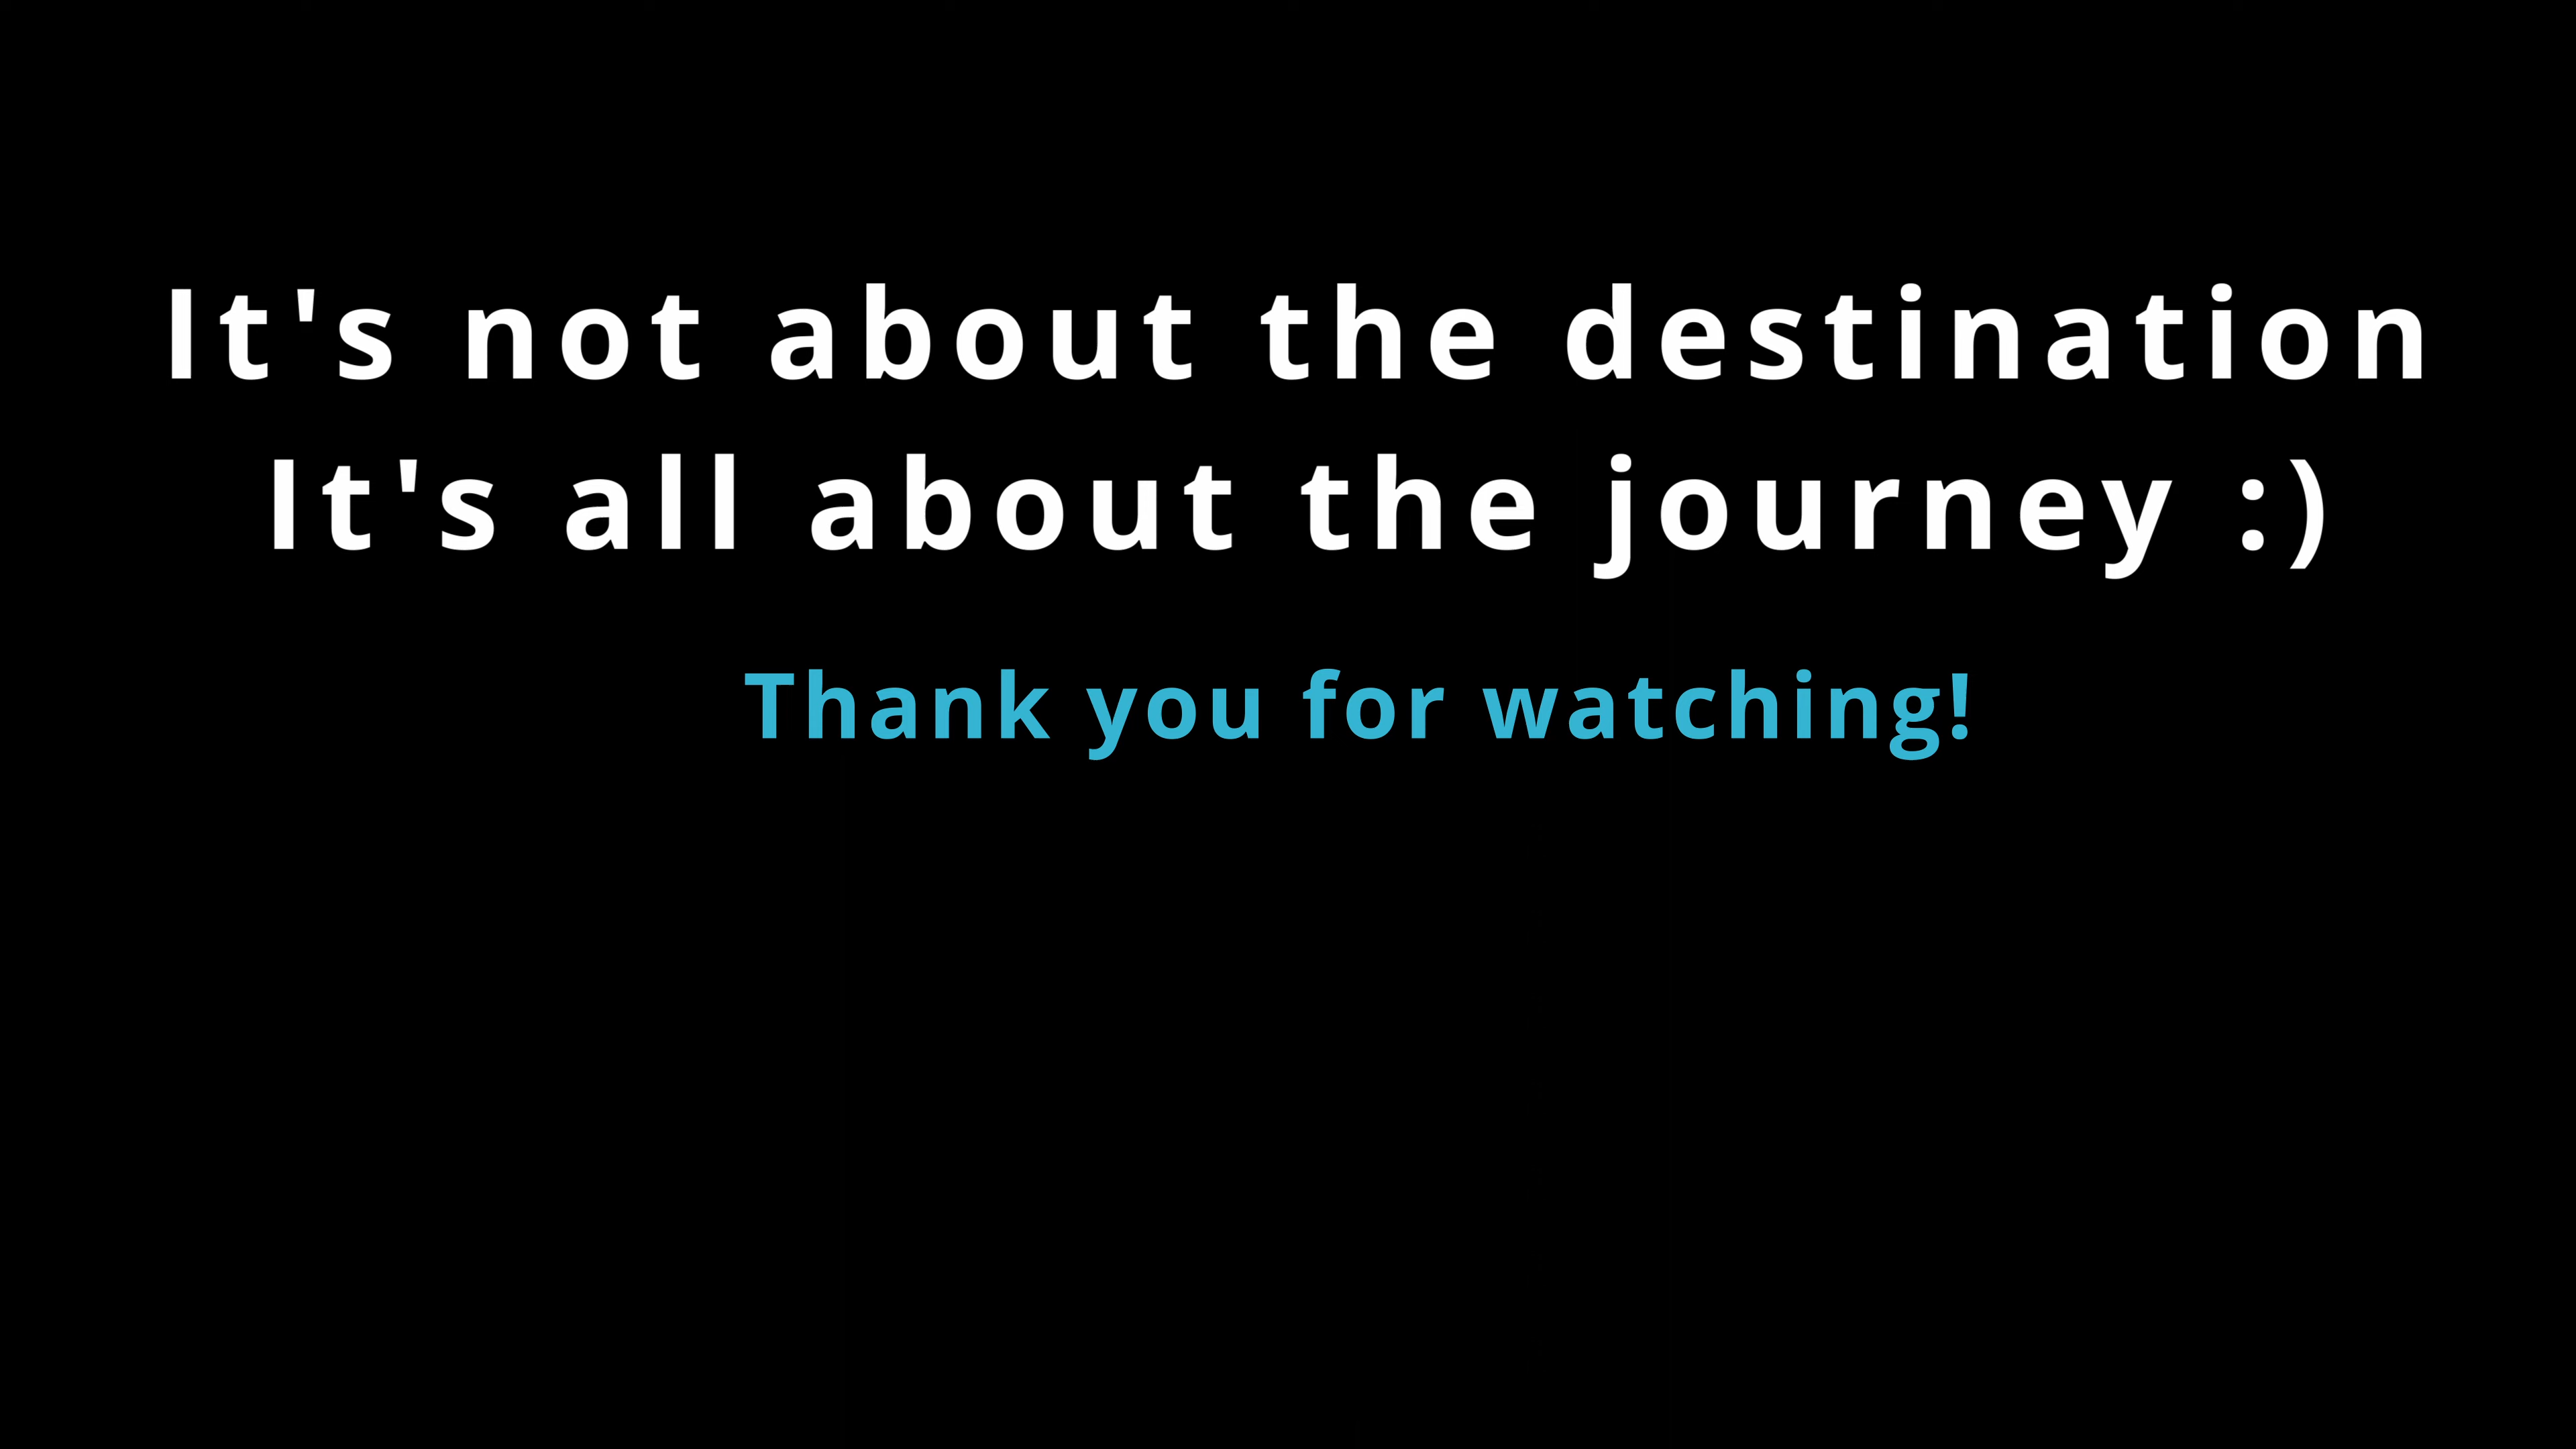 It's not about the destination
It's all about the journey :)
Thank you for watching!